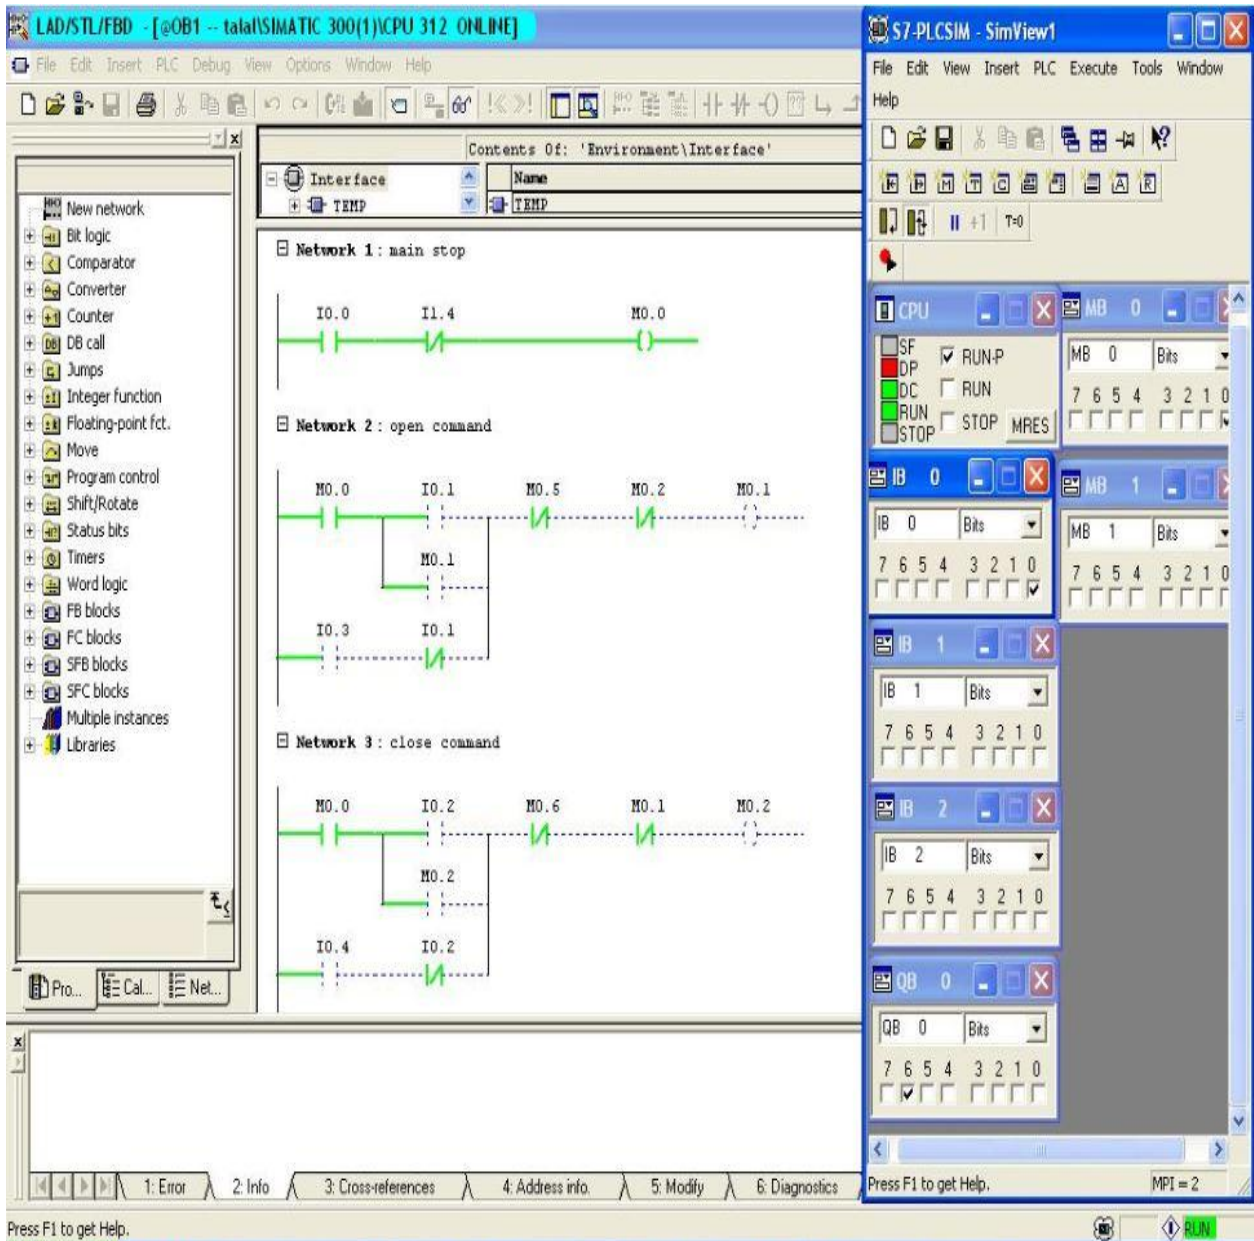 LAD/STL/FBD - [@OB1 -- talal\SIMATIC 300(1)\CPU 312 ONLINE]
File Edit Insert PLC Debug View Options Window Help
Contents Of: 'Environment\Interface'
Interface
TEMP
Name
TEMP
New network
Bit logic
Comparator
Converter
Counter
DB call
Jumps
Integer function
Floating-point fct.
Move
Program control
Shift/Rotate
Status bits
Timers
Word logic
FB blocks
FC blocks
SFB blocks
SFC blocks
Multiple instances
Libraries
Pro... Cal... Net...
Network 1: main stop
I0.0 I1.4 M0.0
Network 2: open command
M0.0 I0.1 M0.5 M0.2 M0.1
M0.1
I0.3 I0.1
Network 3: close command
M0.0 I0.2 M0.6 M0.1 M0.2
M0.2
I0.4 I0.2
1: Error 2: Info 3: Cross-references 4: Address info. 5: Modify 6: Diagnostics
Press F1 to get Help.
RUN
S7-PLCSIM - SimView1
File Edit View Insert PLC Execute Tools Window
Help
+1 T=0
CPU
SF
DP
DC
RUN
STOP
RUN-P
RUN
STOP MRES
MB 0
MB 0 Bits
7 6 5 4 3 2 1 0
IB 0
IB 0 Bits
7 6 5 4 3 2 1 0
MB 1
MB 1 Bits
7 6 5 4 3 2 1 0
IB 1
IB 1 Bits
7 6 5 4 3 2 1 0
IB 2
IB 2 Bits
7 6 5 4 3 2 1 0
QB 0
QB 0 Bits
7 6 5 4 3 2 1 0
Press F1 to get Help. MPI = 2